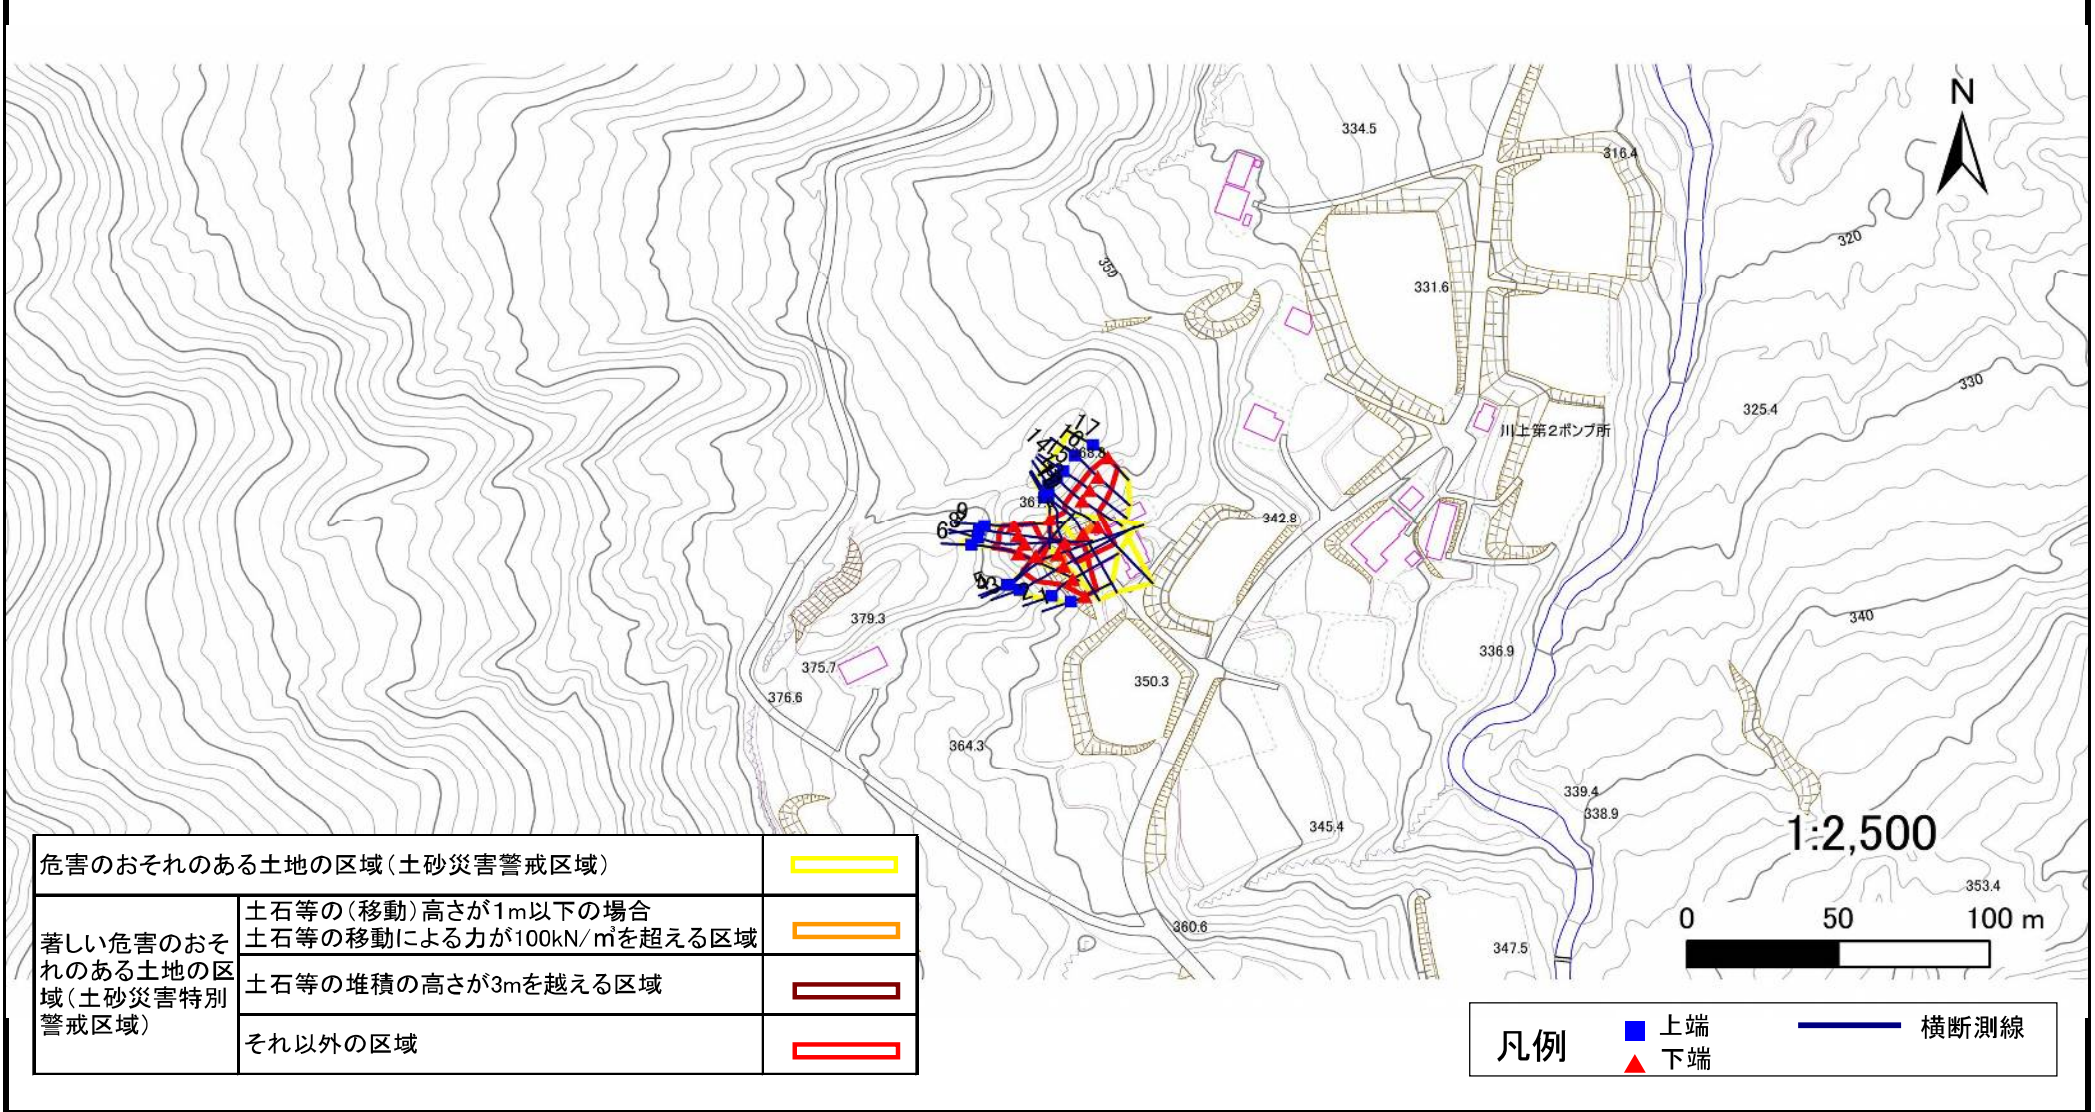 N
334.5
316.4
320
350
331.6
330
325.4
川上第2ポンプ所
17
14
342.8
9
6
379.3
336.9
340
375.7
350.3
376.6
364.3
339.4
338.9
345.4
1:2,500
353.4
360.6
347.5
0 50 100 m
危害のおそれのある土地の区域(土砂災害警戒区域)
著しい危害のおそれのある土地の区域(土砂災害特別警戒区域)
土石等の(移動)高さが1m以下の場合
土石等の移動による力が100kN/㎡を超える区域
土石等の堆積の高さが3mを越える区域
それ以外の区域
凡例
上端
下端
横断測線